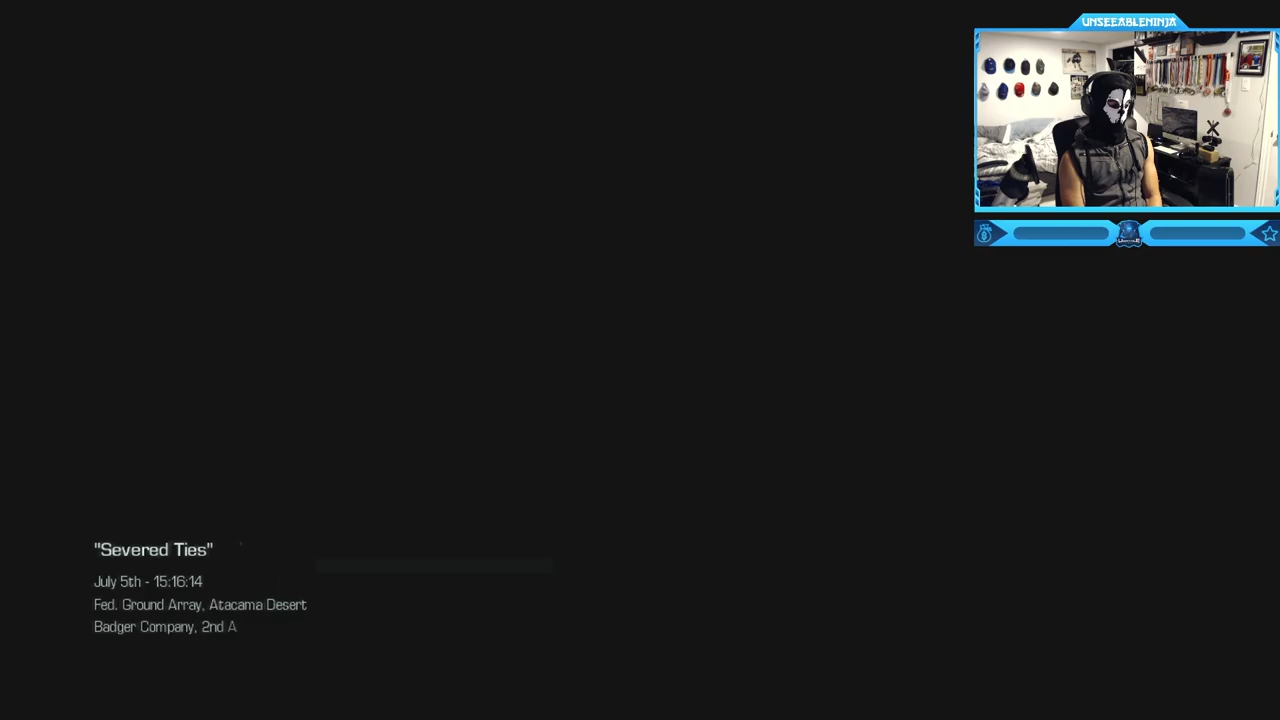 UNSEEABLENINJA
"Severed Ties"
July 5th - 15:16:14
Fed. Ground Array, Atacama Desert
Badger Company, 2nd A